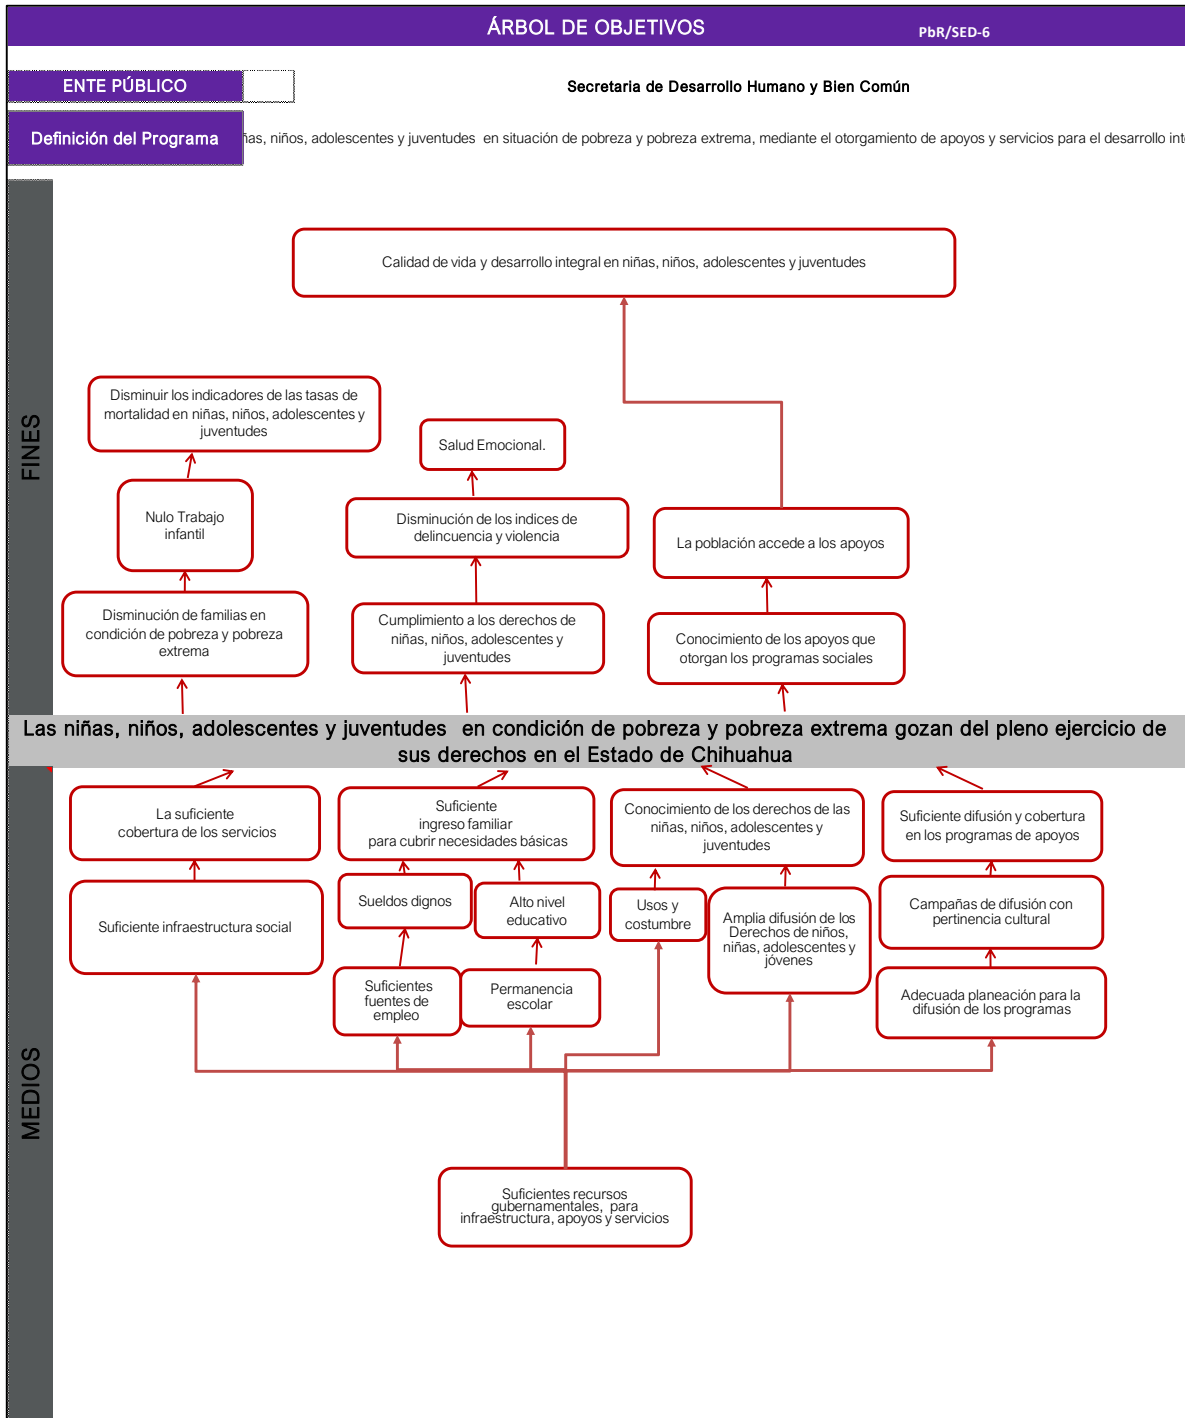 ÁRBOL DE OBJETIVOS
PbR/SED-6
ENTE PÚBLICO
Secretaria de Desarrollo Humano y Bien Común
Definición del Programa
ñas, niños, adolescentes y juventudes en situación de pobreza y pobreza extrema, mediante el otorgamiento de apoyos y servicios para el desarrollo int
FINES
Calidad de vida y desarrollo integral en niñas, niños, adolescentes y juventudes
Disminuir los indicadores de las tasas de
mortalidad en niñas, niños, adolescentes y
juventudes
Salud Emocional.
Nulo Trabajo
infantil
Disminución de los indices de
delincuencia y violencia
La población accede a los apoyos
Disminución de familias en
condición de pobreza y pobreza
extrema
Cumplimiento a los derechos de
niñas, niños, adolescentes y
juventudes
Conocimiento de los apoyos que
otorgan los programas sociales
Las niñas, niños, adolescentes y juventudes en condición de pobreza y pobreza extrema gozan del pleno ejercicio de
sus derechos en el Estado de Chihuahua
MEDIOS
La suficiente
cobertura de los servicios
Suficiente
ingreso familiar
para cubrir necesidades básicas
Conocimiento de los derechos de las
niñas, niños, adolescentes y
juventudes
Suficiente difusión y cobertura
en los programas de apoyos
Suficiente infraestructura social
Sueldos dignos
Alto nivel
educativo
Usos y
costumbre
Amplia difusión de los
Derechos de niños,
niñas, adolescentes y
jóvenes
Campañas de difusión con
pertinencia cultural
Suficientes
fuentes de
empleo
Permanencia
escolar
Adecuada planeación para la
difusión de los programas
Suficientes recursos
gubernamentales, para
infraestructura, apoyos y servicios